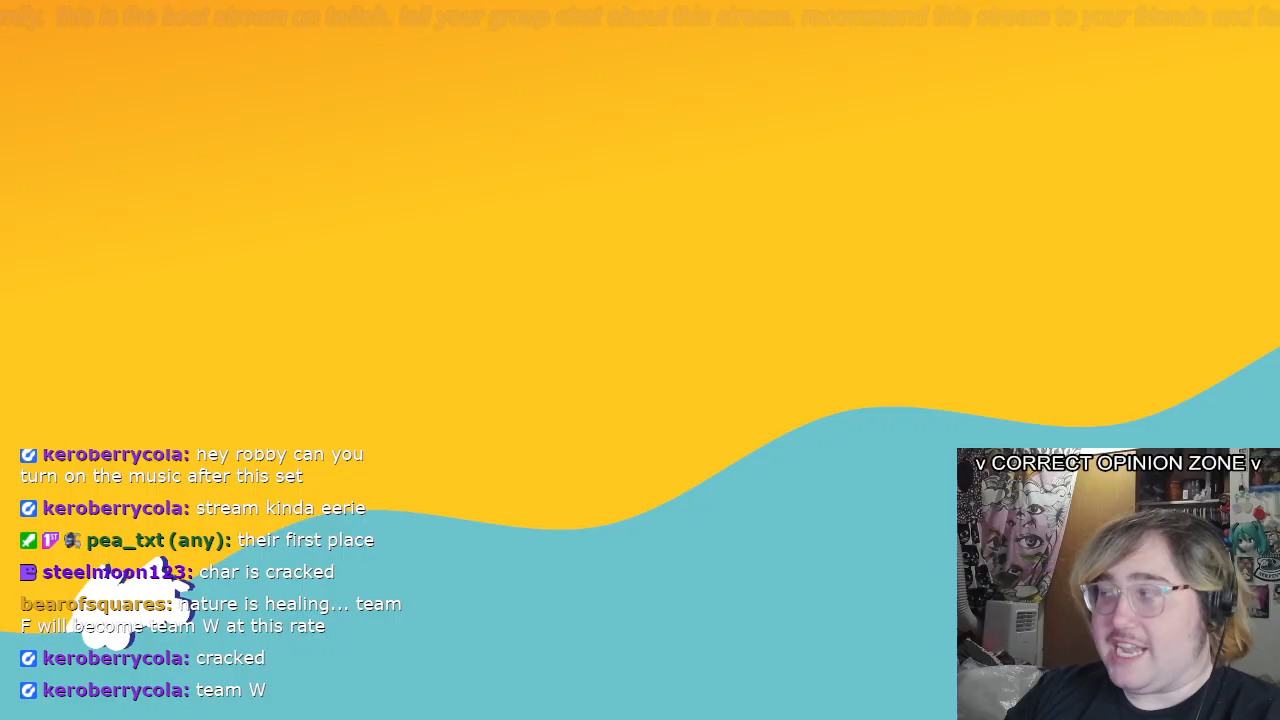 this is the best stream on twitch, tell your group chat about this stream. recommend this stream to your friends and
keroberrycola: hey robby can you
turn on the music after this set
keroberrycola: stream kinda eerie
pea_txt (any): their first place
steelmoon123: char is cracked
bearofsquares: nature is healing... team
F will become team W at this rate
keroberrycola: cracked
keroberrycola: team W
v CORRECT OPINION ZONE v